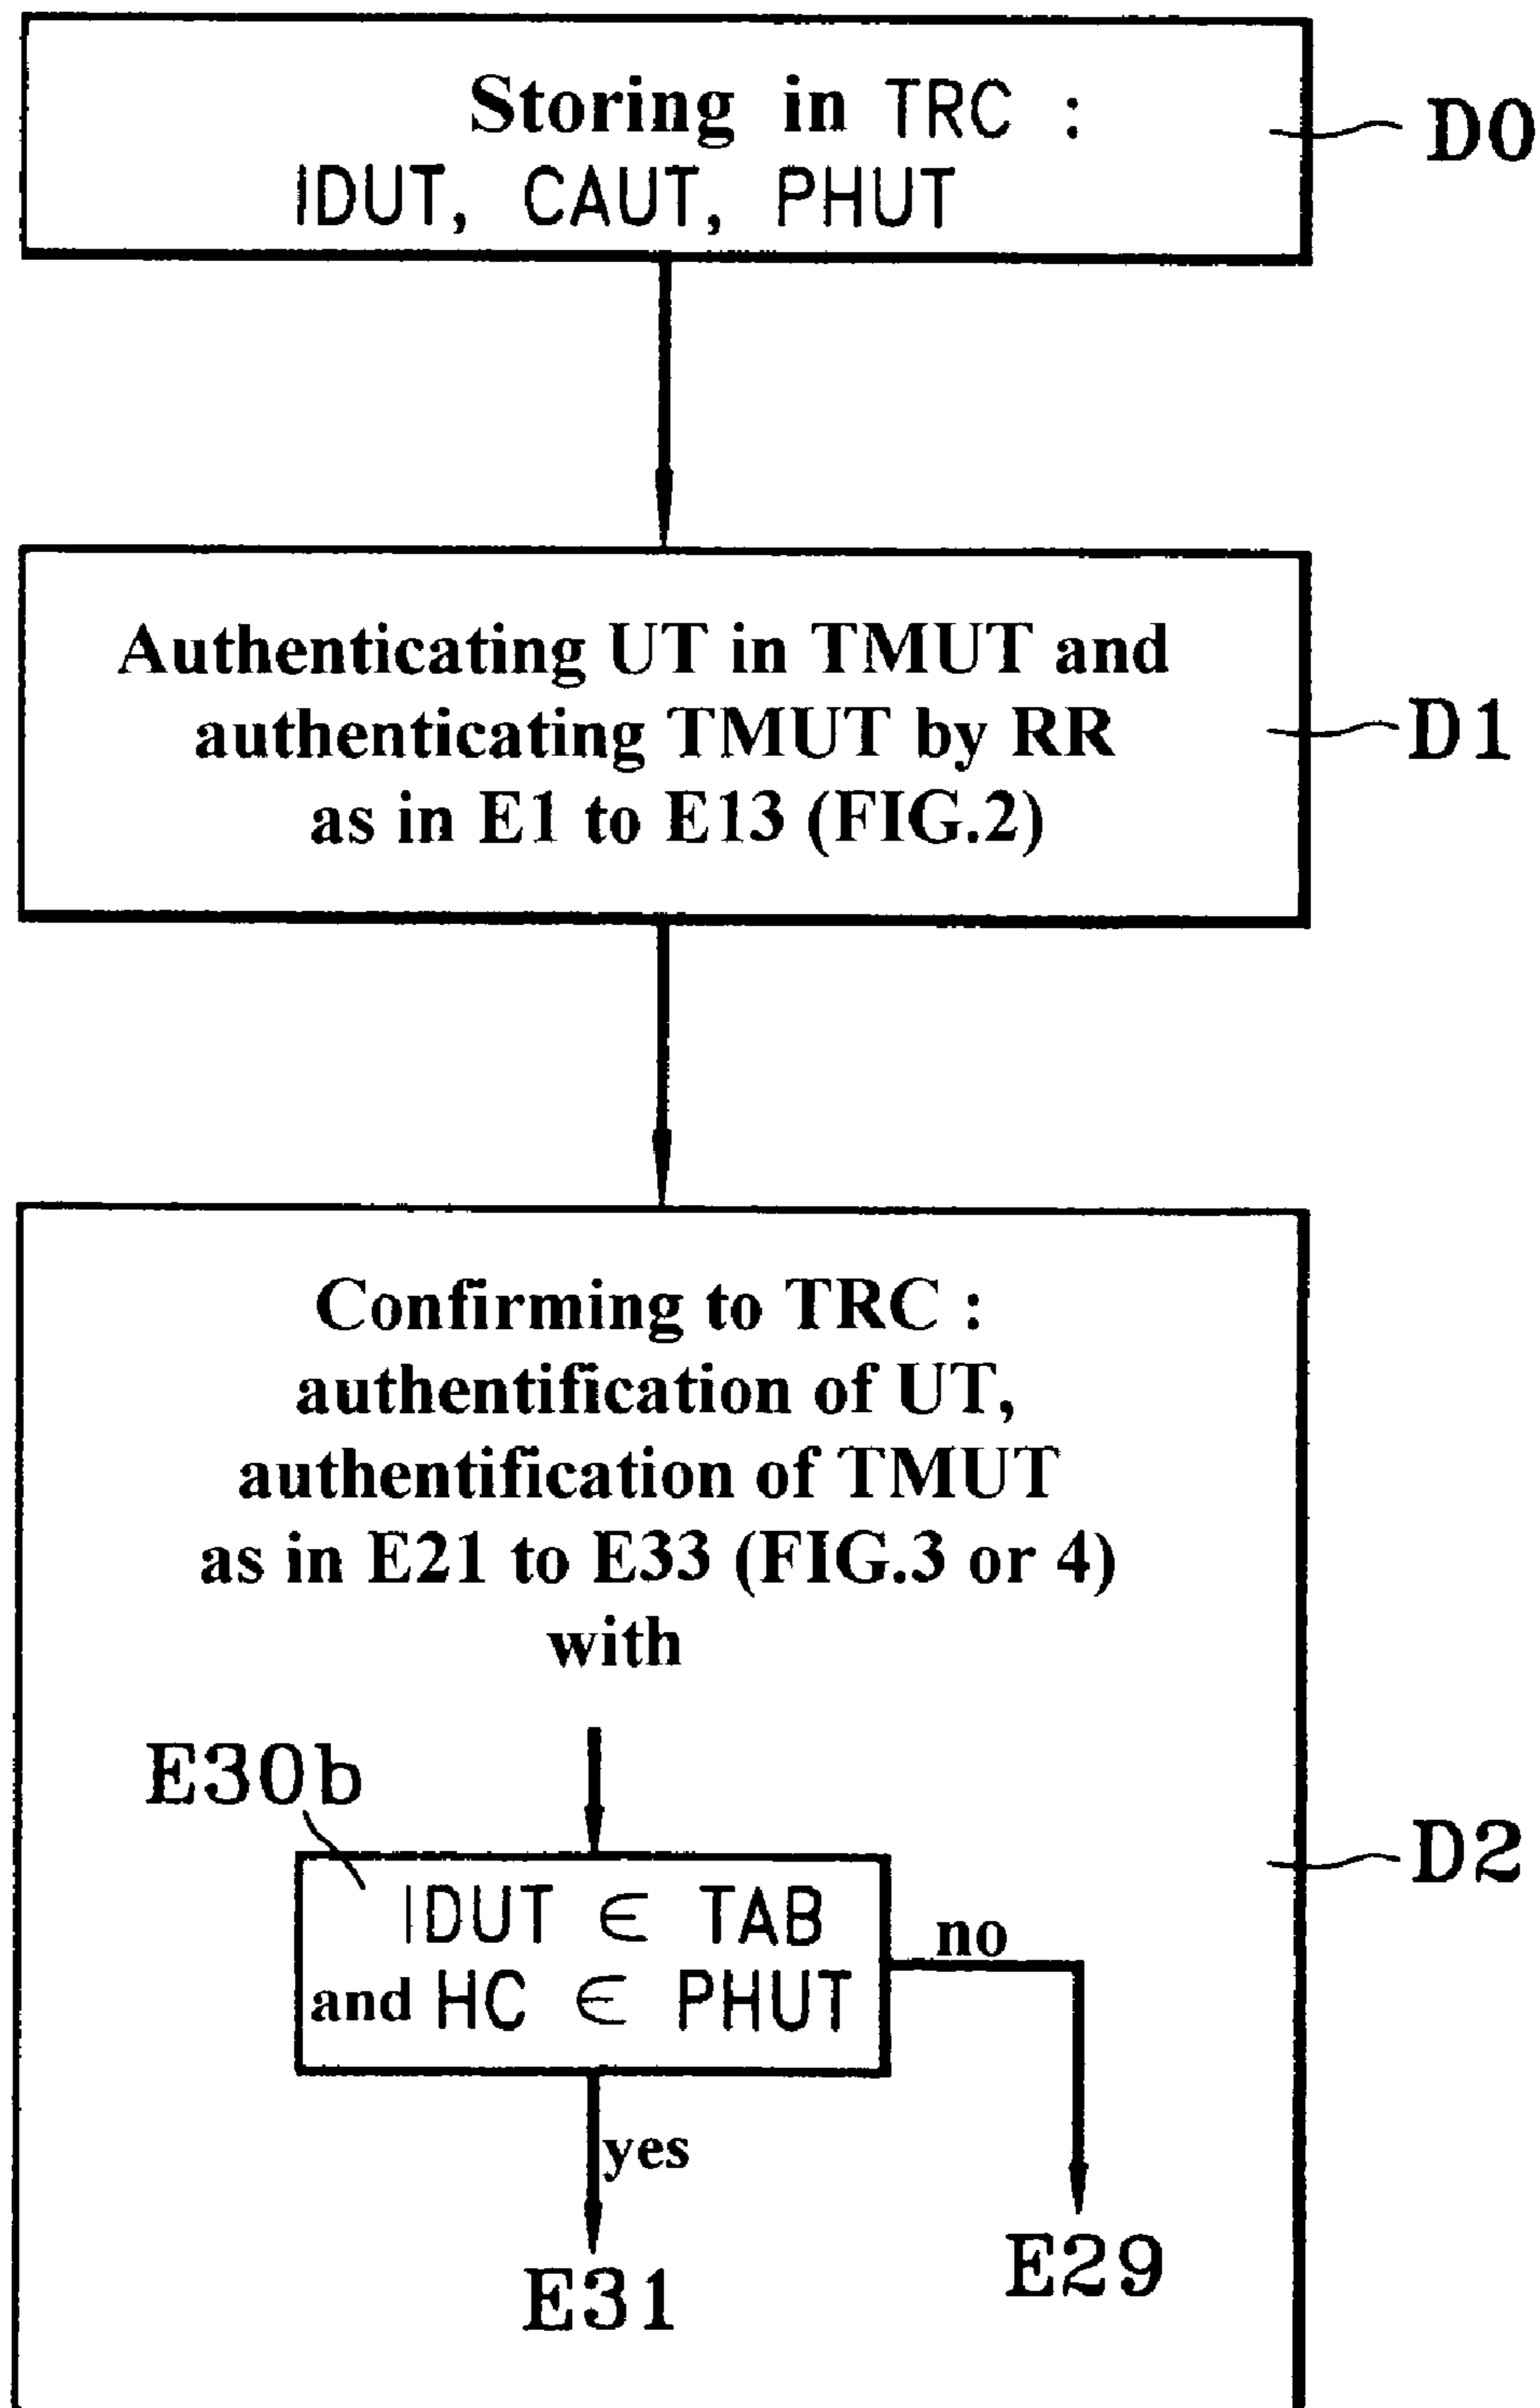 Storing in TRC :
IDUT, CAUT, PHUT
D0
Authenticating UT in TMUT and
authenticating TMUT by RR
as in E1 to E13 (FIG.2)
D1
Confirming to TRC :
authentification of UT,
authentification of TMUT
as in E21 to E33 (FIG.3 or 4)
with
E30b
IDUT ∈ TAB
and HC ∈ PHUT
no
D2
yes
E31
E29